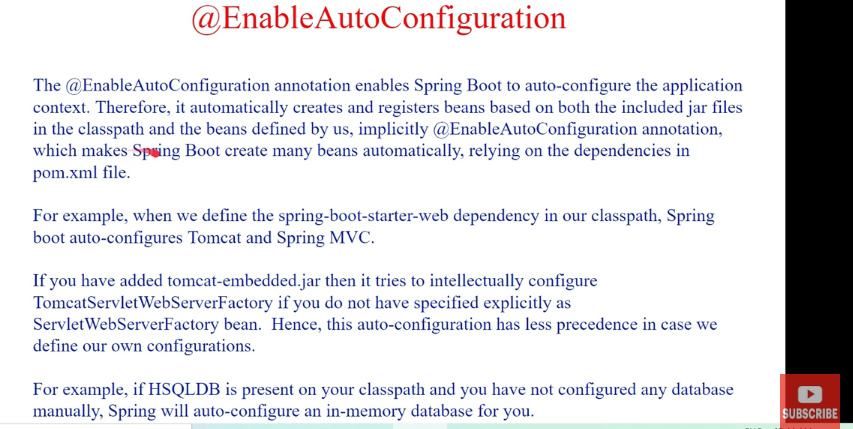 @EnableAutoConfiguration
The @EnableAutoConfiguration annotation enables Spring Boot to auto-configure the application
context. Therefore, it automatically creates and registers beans based on both the included jar files
in the classpath and the beans defined by us, implicitly @EnableAutoConfiguration annotation,
which makes Spring Boot create many beans automatically, relying on the dependencies in
pom.xml file.
For example, when we define the spring-boot-starter-web dependency in our classpath, Spring
boot auto-configures Tomcat and Spring MVC.
If you have added tomcat-embedded.jar then it tries to intellectually configure
TomcatServletWebServerFactory if you do not have specified explicitly as
ServletWebServerFactory bean. Hence, this auto-configuration has less precedence in case we
define our own configurations.
For example, if HSQLDB is present on your classpath and you have not configured any database
manually, Spring will auto-configure an in-memory database for you.
SUBSCRIBE